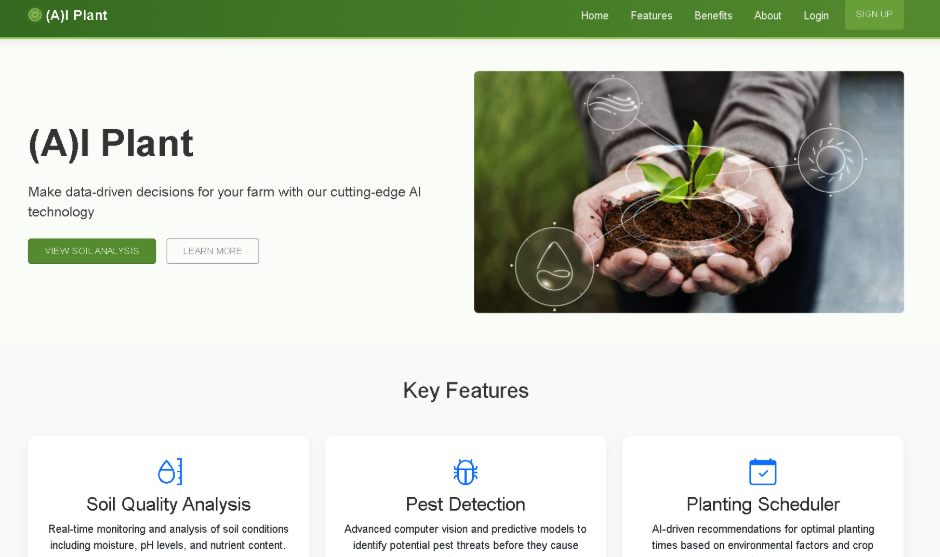 (A)I Plant
Home Features Benefits About Login SIGN UP
(A)I Plant
Make data-driven decisions for your farm with our cutting-edge AI
technology
VIEW SOIL ANALYSIS LEARN MORE
Key Features
Soil Quality Analysis
Real-time monitoring and analysis of soil conditions
including moisture, pH levels, and nutrient content.
Pest Detection
Advanced computer vision and predictive models to
identify potential pest threats before they cause
Planting Scheduler
AI-driven recommendations for optimal planting
times based on environmental factors and crop